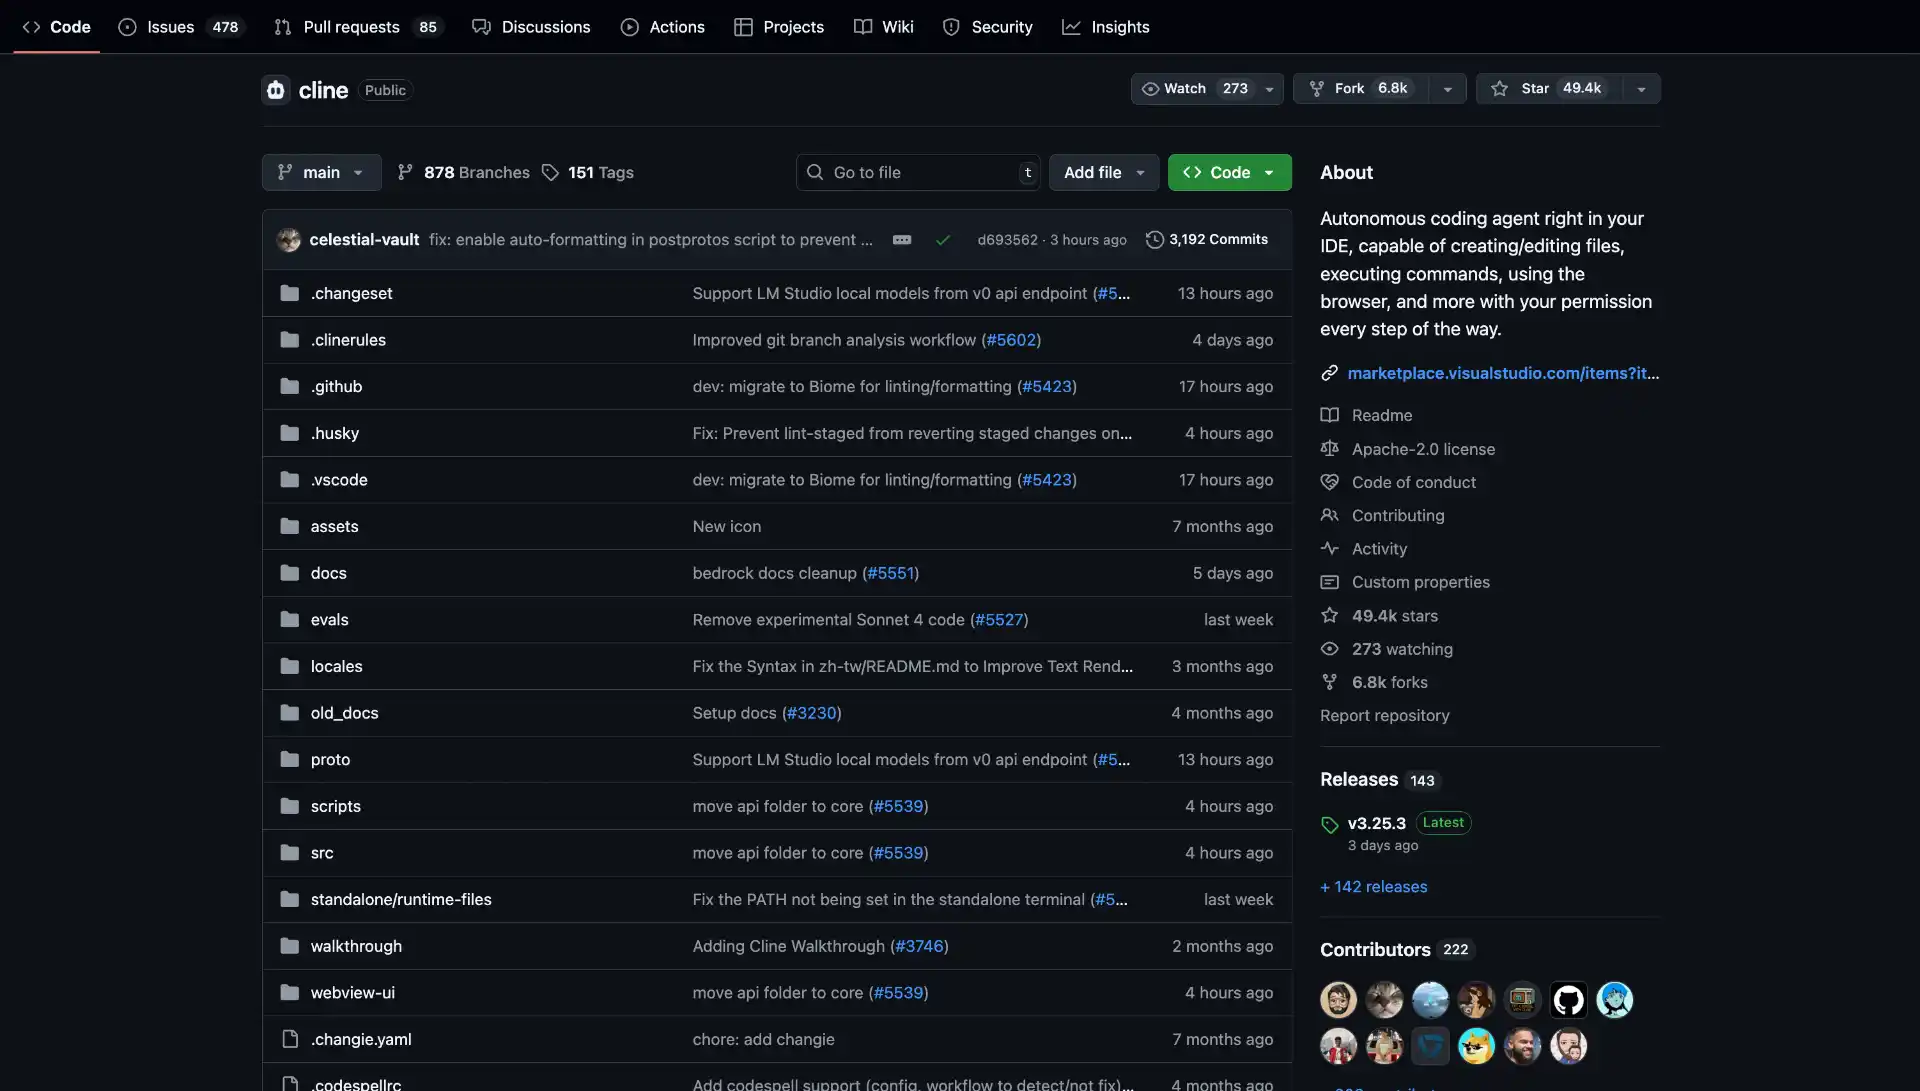 Code Issues 478 Pull requests 85 Discussions Actions Projects Wiki Security Insights
cline Public Watch 273 Fork 6.8k Star 49.4k
main 878 Branches 151 Tags Go to file t Add file Code
celestial-vault fix: enable auto-formatting in postprotos script to prevent ... d693562 · 3 hours ago 3,192 Commits
.changeset Support LM Studio local models from v0 api endpoint (#5... 13 hours ago
.clinerules Improved git branch analysis workflow (#5602) 4 days ago
.github dev: migrate to Biome for linting/formatting (#5423) 17 hours ago
.husky Fix: Prevent lint-staged from reverting staged changes on... 4 hours ago
.vscode dev: migrate to Biome for linting/formatting (#5423) 17 hours ago
assets New icon 7 months ago
docs bedrock docs cleanup (#5551) 5 days ago
evals Remove experimental Sonnet 4 code (#5527) last week
locales Fix the Syntax in zh-tw/README.md to Improve Text Rend... 3 months ago
old_docs Setup docs (#3230) 4 months ago
proto Support LM Studio local models from v0 api endpoint (#5... 13 hours ago
scripts move api folder to core (#5539) 4 hours ago
src move api folder to core (#5539) 4 hours ago
standalone/runtime-files Fix the PATH not being set in the standalone terminal (#5... last week
walkthrough Adding Cline Walkthrough (#3746) 2 months ago
webview-ui move api folder to core (#5539) 4 hours ago
.changie.yaml chore: add changie 7 months ago
.codespellrc Add codespell support (config, workflow to detect/not fix)... 4 months ago
About
Autonomous coding agent right in your
IDE, capable of creating/editing files,
executing commands, using the
browser, and more with your permission
every step of the way.
marketplace.visualstudio.com/items?it...
Readme
Apache-2.0 license
Code of conduct
Contributing
Activity
Custom properties
49.4k stars
273 watching
6.8k forks
Report repository
Releases 143
v3.25.3 Latest
3 days ago
+ 142 releases
Contributors 222